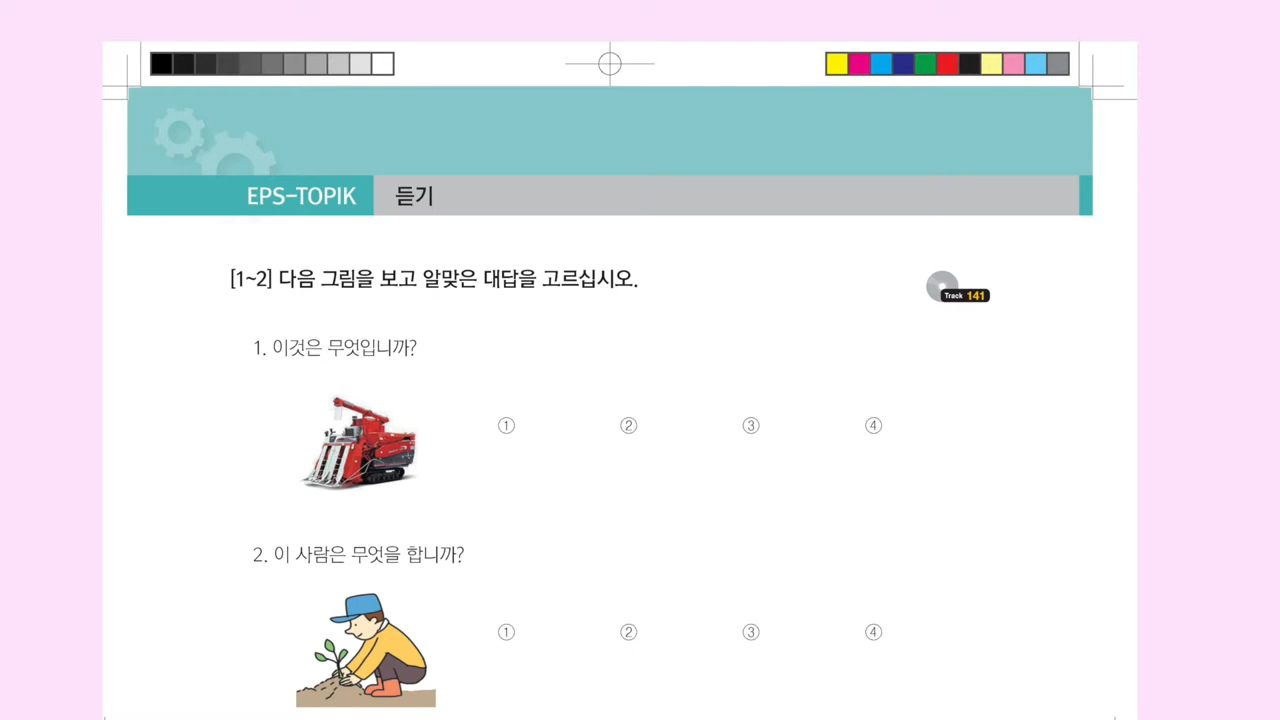 EPS-TOPIK 듣기
[1~2] 다음 그림을 보고 알맞은 대답을 고르십시오.
Track 141
1. 이것은 무엇입니까?
① ② ③ ④
2. 이 사람은 무엇을 합니까?
① ② ③ ④